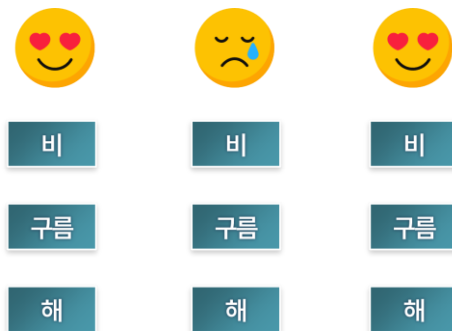 비 비 비
구름 구름 구름
해 해 해